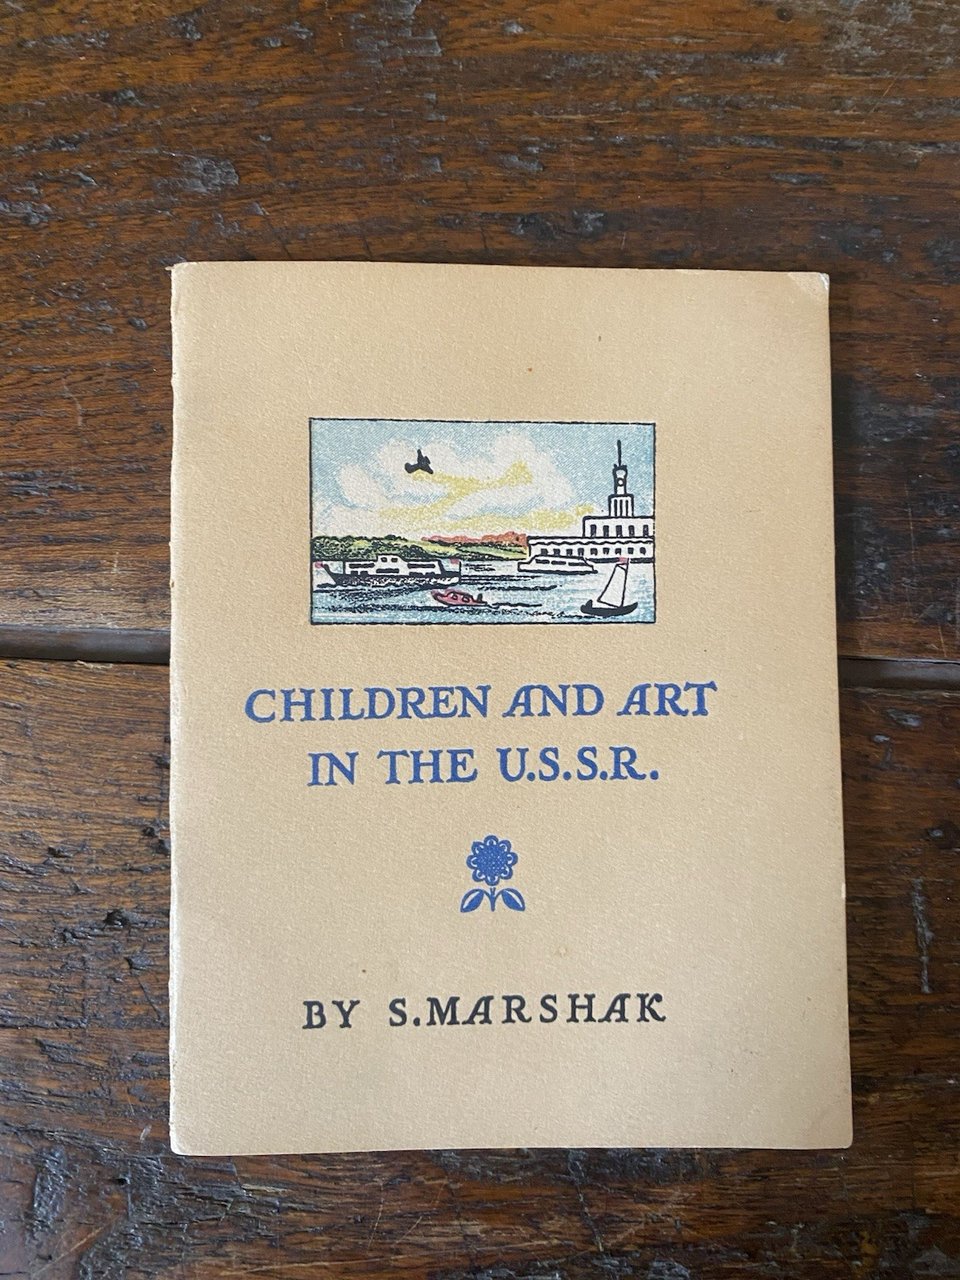 CHILDREN AND ART
IN THE U.S.S.R.
BY S.MARSHAK